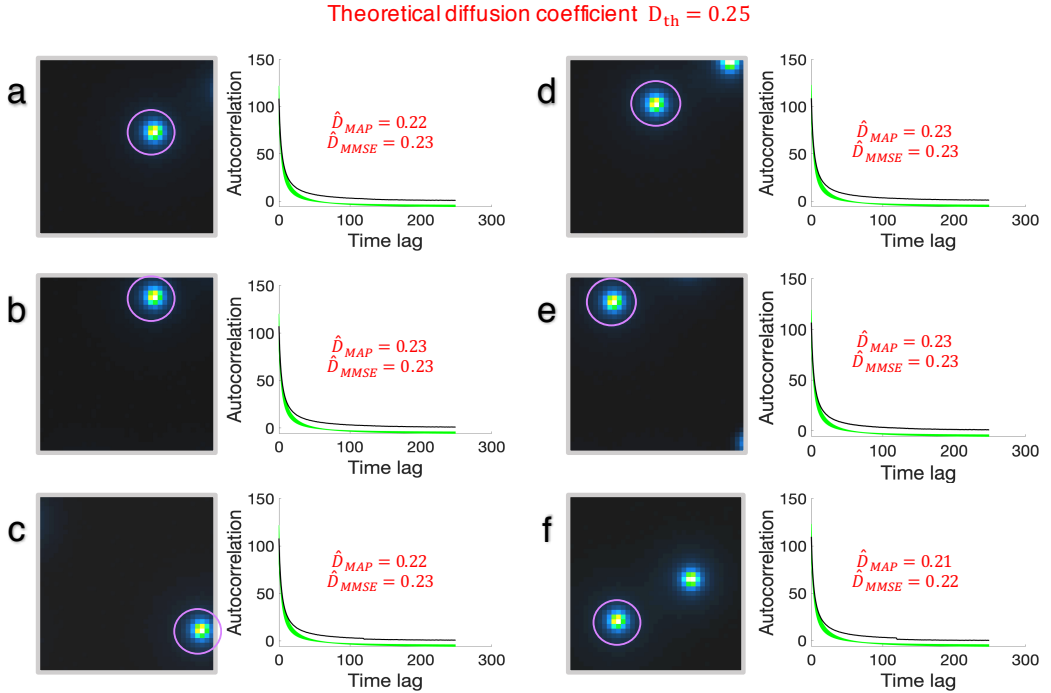 Theoretical diffusion coefficient D_th = 0.25
a
150
100
50
0
Autocorrelation
D̂_MAP = 0.22
D̂_MMSE = 0.23
0 100 200 300
Time lag
d
150
100
50
0
Autocorrelation
D̂_MAP = 0.23
D̂_MMSE = 0.23
0 100 200 300
Time lag
b
150
100
50
0
Autocorrelation
D̂_MAP = 0.23
D̂_MMSE = 0.23
0 100 200 300
Time lag
e
150
100
50
0
Autocorrelation
D̂_MAP = 0.23
D̂_MMSE = 0.23
0 100 200 300
Time lag
c
150
100
50
0
Autocorrelation
D̂_MAP = 0.22
D̂_MMSE = 0.23
0 100 200 300
Time lag
f
150
100
50
0
Autocorrelation
D̂_MAP = 0.21
D̂_MMSE = 0.22
0 100 200 300
Time lag